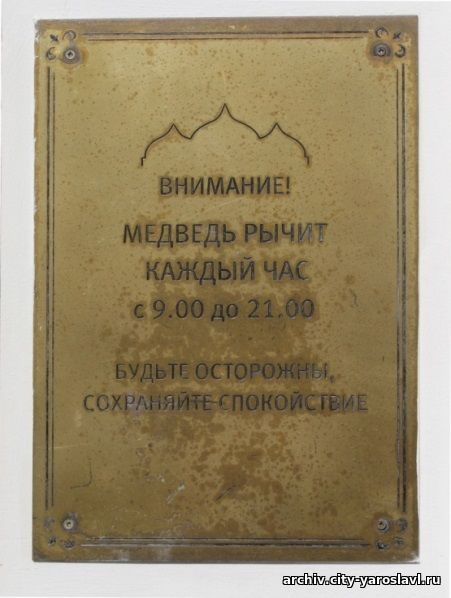 ВНИМАНИЕ!
МЕДВЕДЬ РЫЧИТ
КАЖДЫЙ ЧАС
с 9.00 до 21.00
БУДЬТЕ ОСТОРОЖНЫ,
СОХРАНЯЙТЕ СПОКОЙСТВИЕ
archiv.city-yaroslavl.ru